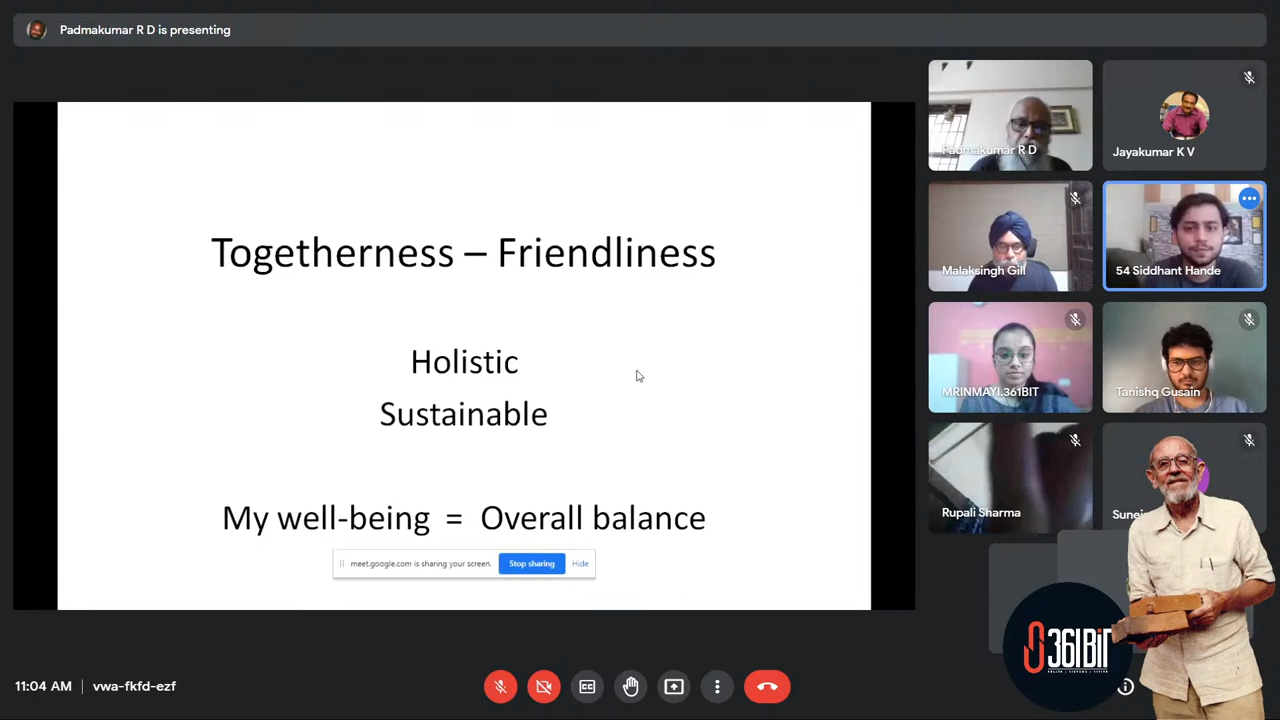 Padmakumar R D is presenting
Togetherness – Friendliness
Holistic
Sustainable
My well-being = Overall balance
meet.google.com is sharing your screen.
Stop sharing
Hide
Padmakumar R D
Jayakumar K V
Malaksingh Gill
54 Siddhant Hande
MRINMAYI.361BIT
Tanishq Gusain
Rupali Sharma
361BiT
11:04 AM
vwa-fkfd-ezf
CC